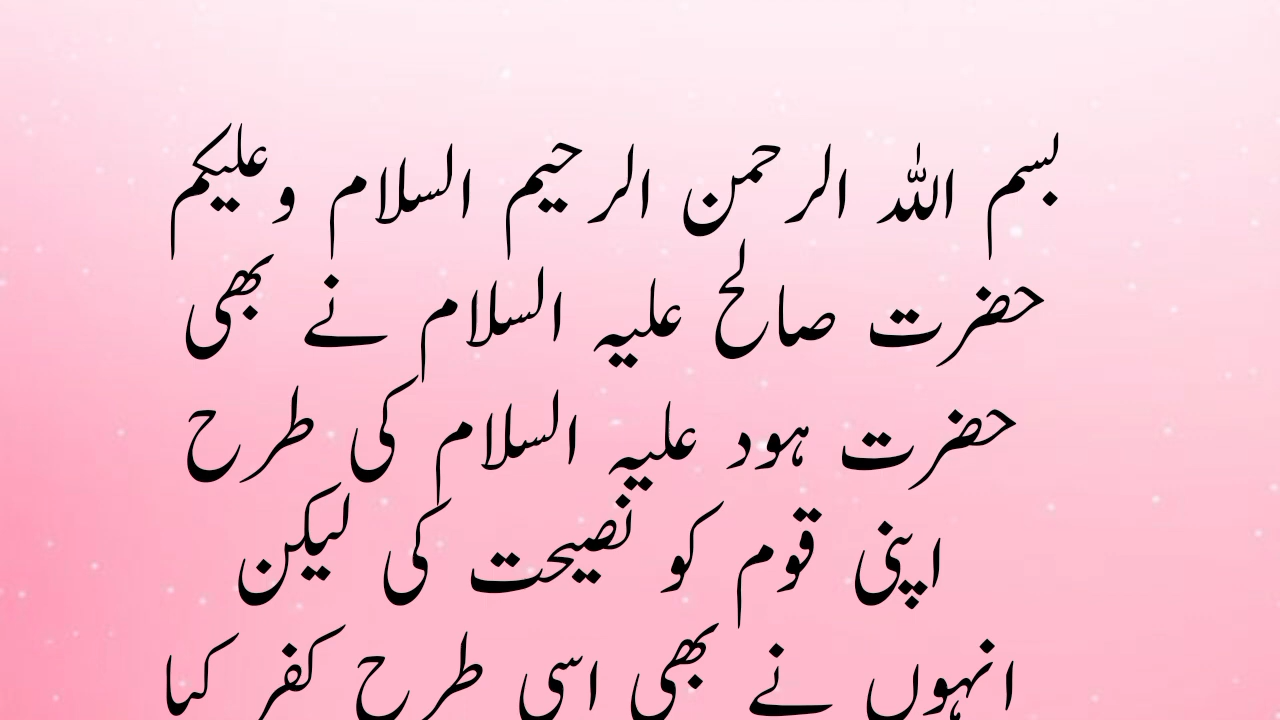 بسم اللہ الرحمن الرحیم السلام وعلیکم
حضرت صالح علیہ السلام نے بھی
حضرت ہود علیہ السلام کی طرح
اپنی قوم کو نصیحت کی لیکن
انہوں نے بھی اسی طرح کفر کیا